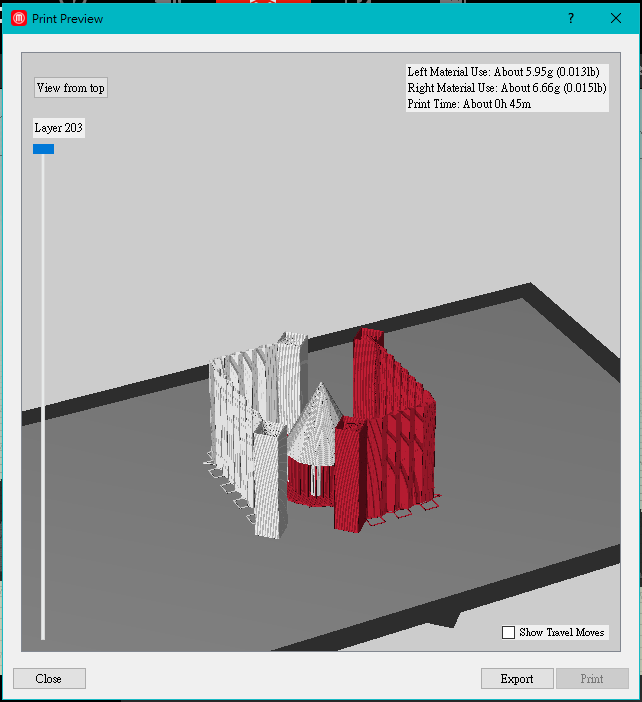 Print Preview
?
View from top
Left Material Use: About 5.95g (0.013lb)
Right Material Use: About 6.66g (0.015lb)
Print Time: About 0h 45m
Layer 203
Show Travel Moves
Close
Export
Print